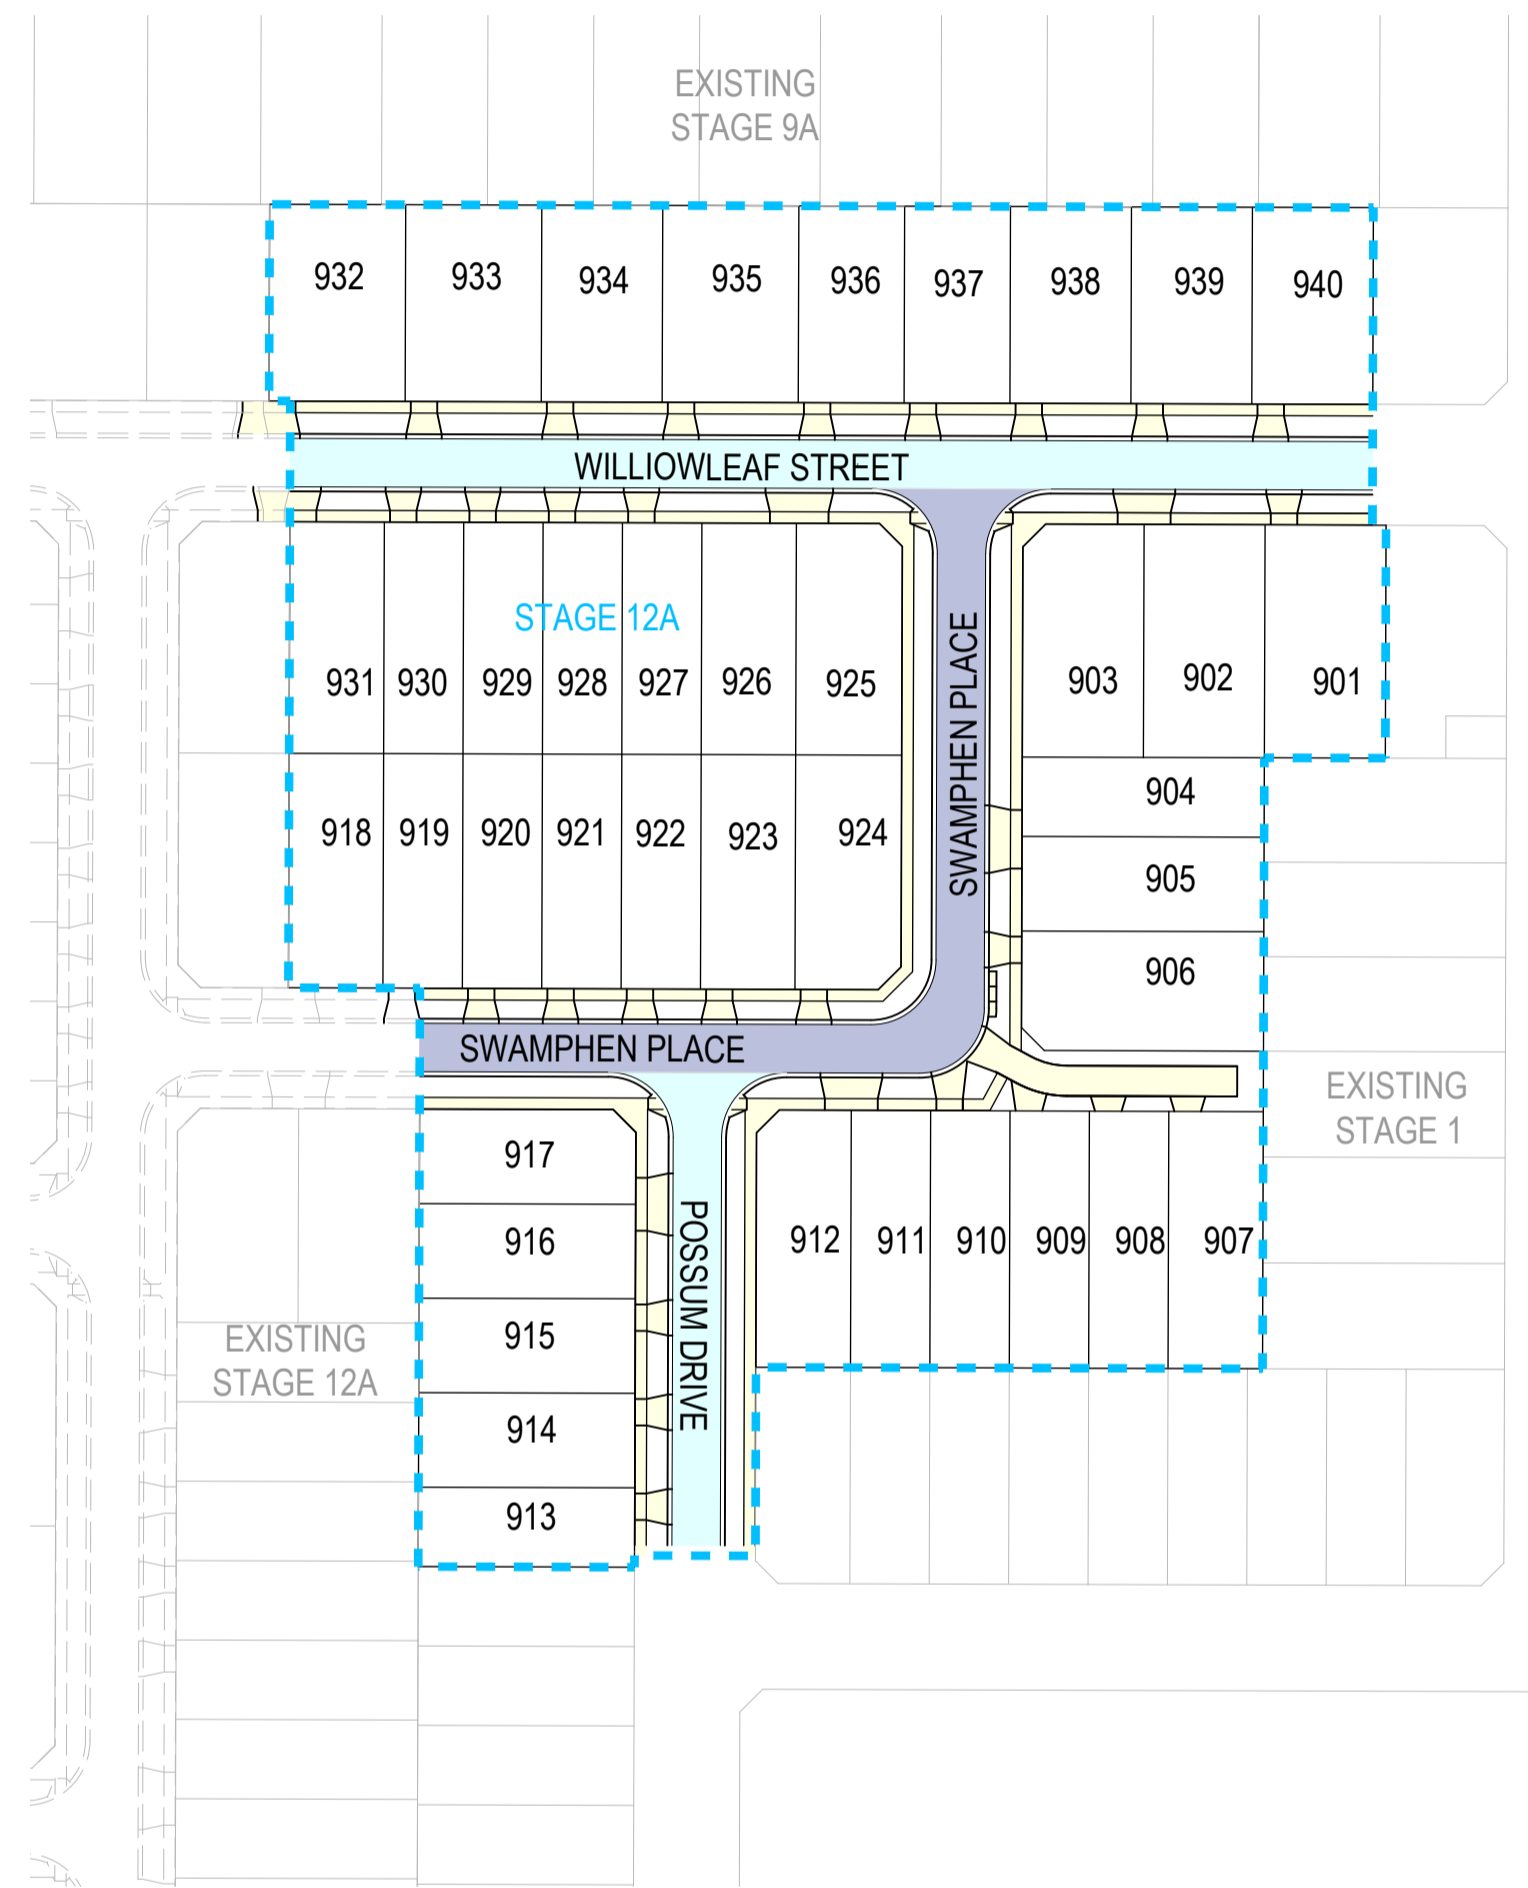 EXISTING
STAGE 9A
932 933 934 935 936 937 938 939 940
WILLIOWLEAF STREET
STAGE 12A
931 930 929 928 927 926 925
SWAMPHEN PLACE
903 902 901
904
918 919 920 921 922 923 924
905
906
SWAMPHEN PLACE
EXISTING
STAGE 1
917
916
POSSUM DRIVE
912 911 910 909 908 907
EXISTING
STAGE 12A
915
914
913